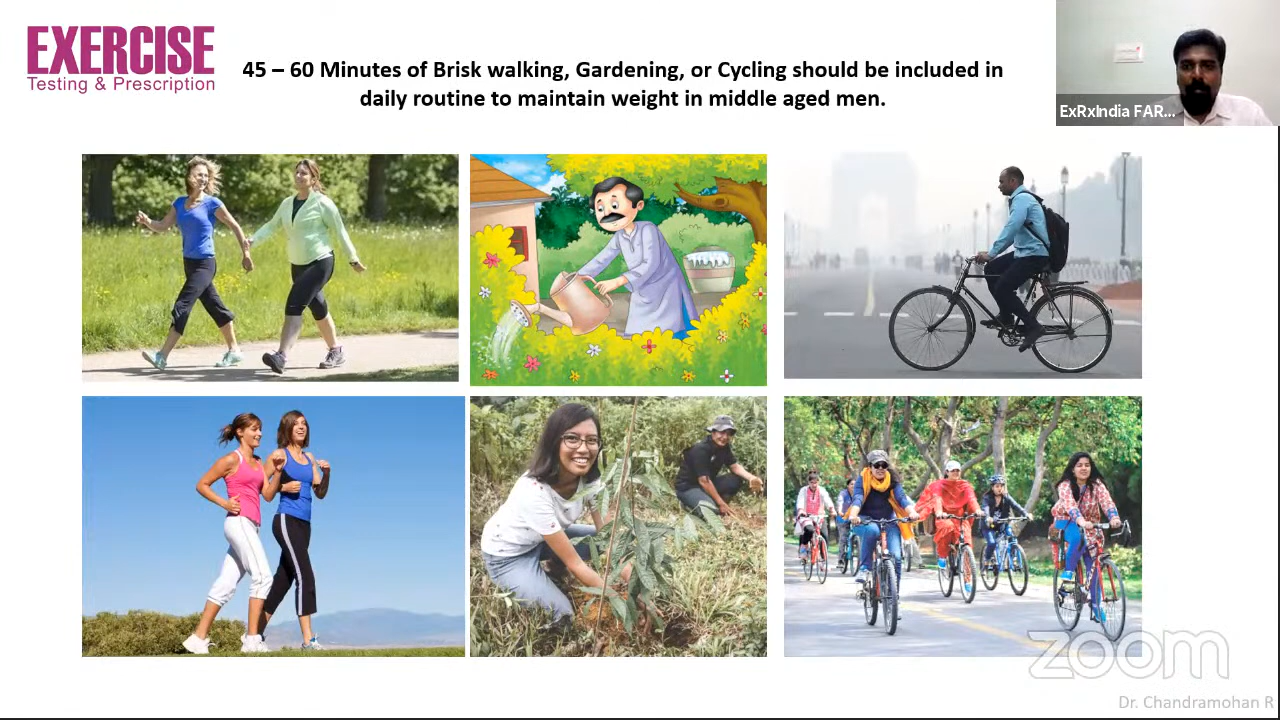 EXERCISE
Testing & Prescription
45 – 60 Minutes of Brisk walking, Gardening, or Cycling should be included in
daily routine to maintain weight in middle aged men.
ExRxIndia FAR...
zoom
Dr. Chandramohan R